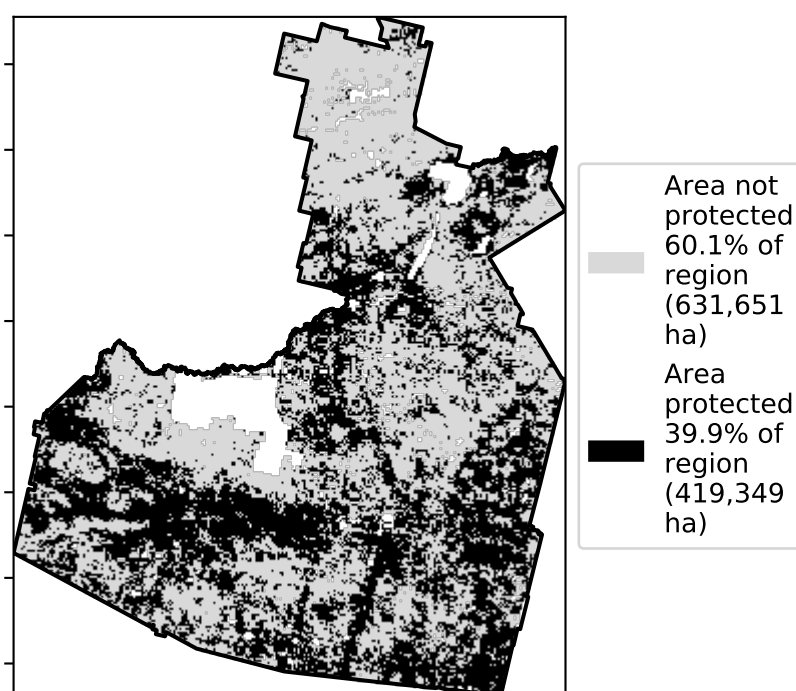 Area not
protected
60.1% of
region
(631,651
ha)
Area
protected
39.9% of
region
(419,349
ha)